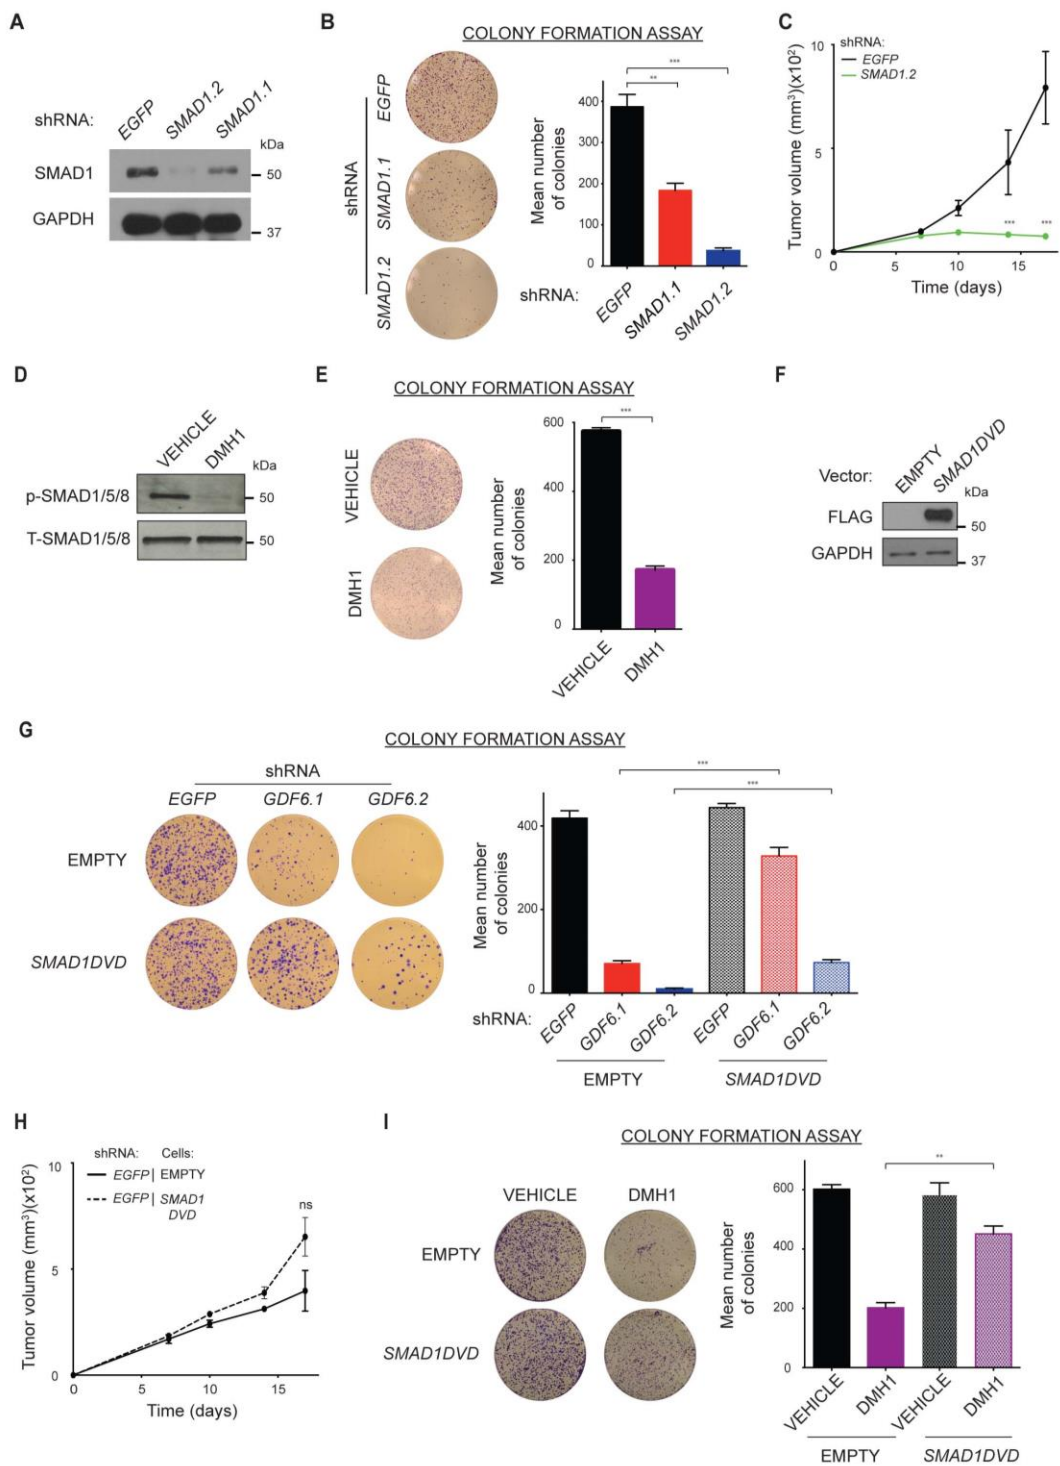 A
shRNA:
EGFP
SMAD1.2
SMAD1.1
kDa
SMAD1
50
GAPDH
37
B
COLONY FORMATION ASSAY
shRNA
EGFP
SMAD1.1
SMAD1.2
Mean number
of colonies
400
300
200
100
0
**
***
shRNA:
EGFP
SMAD1.1
SMAD1.2
C
shRNA:
EGFP
SMAD1.2
Tumor volume (mm³)(x10²)
10
5
0
***
***
0
5
10
15
Time (days)
D
VEHICLE
DMH1
kDa
p-SMAD1/5/8
50
T-SMAD1/5/8
50
E
COLONY FORMATION ASSAY
VEHICLE
DMH1
Mean number
of colonies
600
400
200
0
***
VEHICLE
DMH1
F
Vector:
EMPTY
SMAD1DVD
kDa
FLAG
50
GAPDH
37
G
COLONY FORMATION ASSAY
shRNA
EGFP
GDF6.1
GDF6.2
EMPTY
SMAD1DVD
Mean number
of colonies
400
200
0
***
***
shRNA:
EGFP
GDF6.1
GDF6.2
EGFP
GDF6.1
GDF6.2
EMPTY
SMAD1DVD
H
shRNA: Cells:
EGFP | EMPTY
EGFP | SMAD1
DVD
Tumor volume (mm³)(x10²)
10
5
0
ns
0
5
10
15
Time (days)
I
COLONY FORMATION ASSAY
VEHICLE
DMH1
EMPTY
SMAD1DVD
Mean number
of colonies
600
400
200
0
**
VEHICLE
DMH1
VEHICLE
DMH1
EMPTY
SMAD1DVD